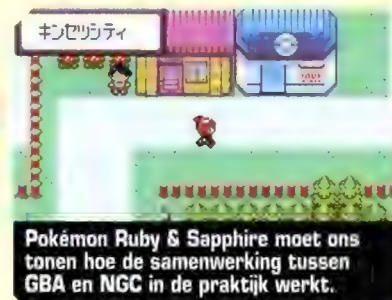 キンセツシティ
Pokémon Ruby & Sapphire moet ons
tonen hoe de samenwerking tussen
GBA en NGC in de praktijk werkt.